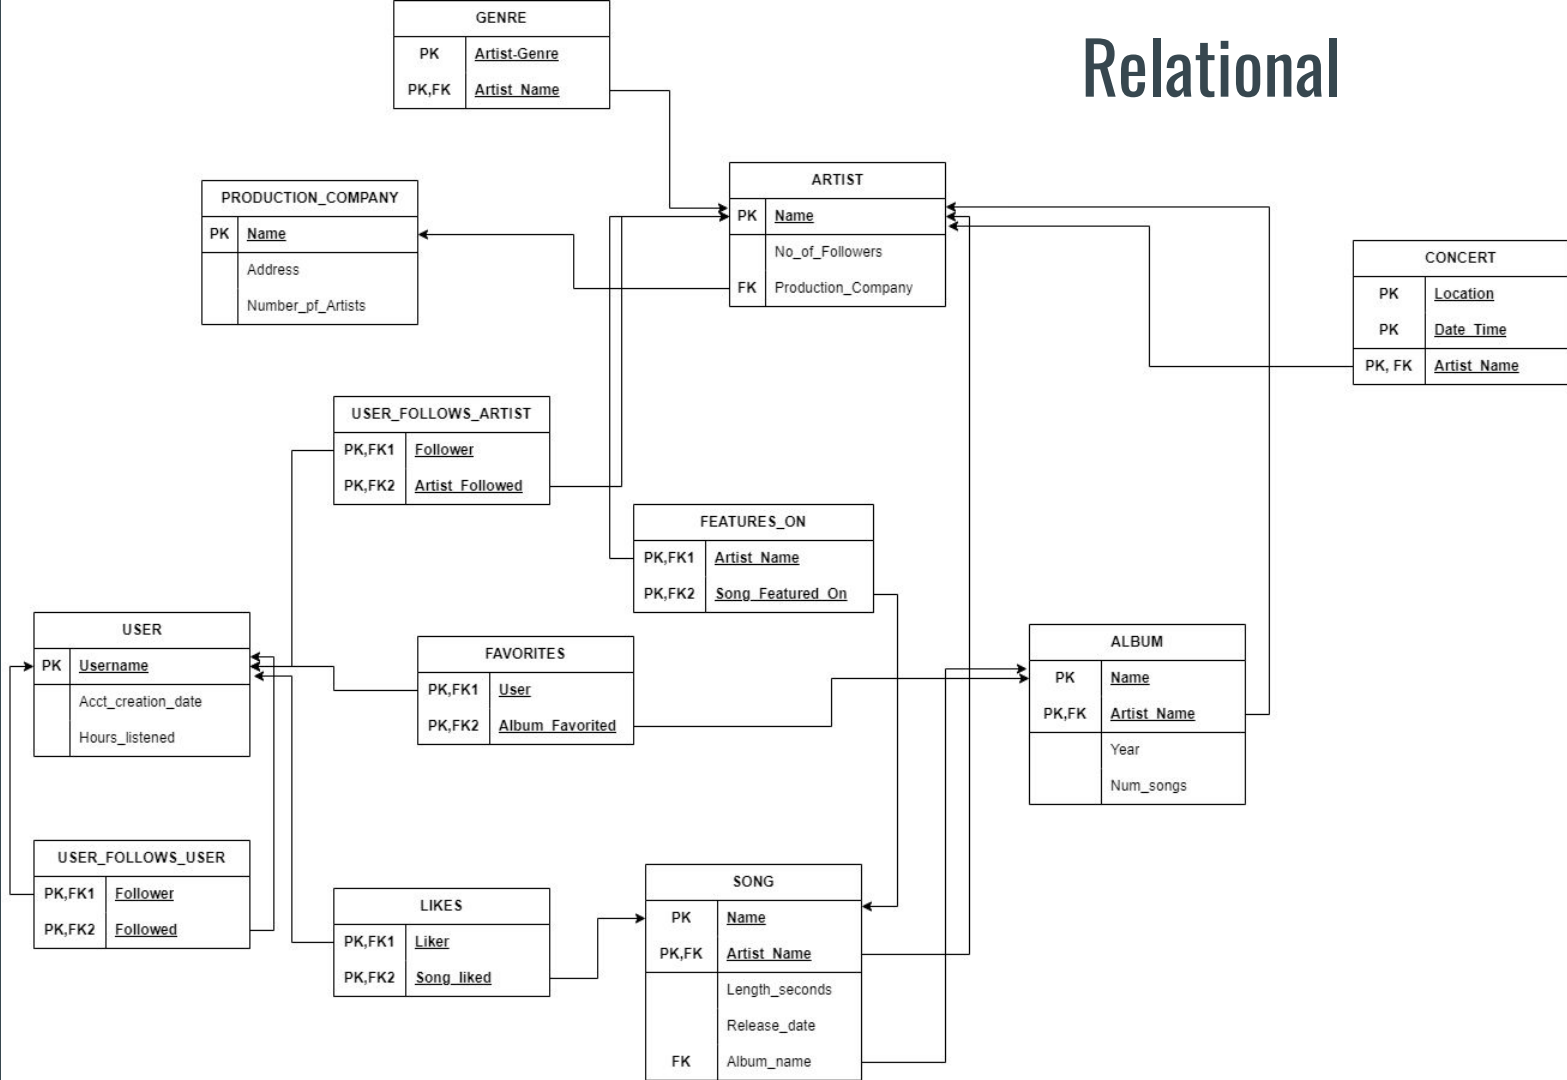 Relational
GENRE
PK Artist-Genre
PK,FK Artist_Name
ARTIST
PK Name
No_of_Followers
FK Production_Company
PRODUCTION_COMPANY
PK Name
Address
Number_pf_Artists
CONCERT
PK Location
PK Date_Time
PK, FK Artist_Name
USER_FOLLOWS_ARTIST
PK,FK1 Follower
PK,FK2 Artist_Followed
FEATURES_ON
PK,FK1 Artist_Name
PK,FK2 Song_Featured_On
USER
PK Username
Acct_creation_date
Hours_listened
FAVORITES
PK,FK1 User
PK,FK2 Album_Favorited
ALBUM
PK Name
PK,FK Artist_Name
Year
Num_songs
USER_FOLLOWS_USER
PK,FK1 Follower
PK,FK2 Followed
LIKES
PK,FK1 Liker
PK,FK2 Song_liked
SONG
PK Name
PK,FK Artist_Name
Length_seconds
Release_date
FK Album_name